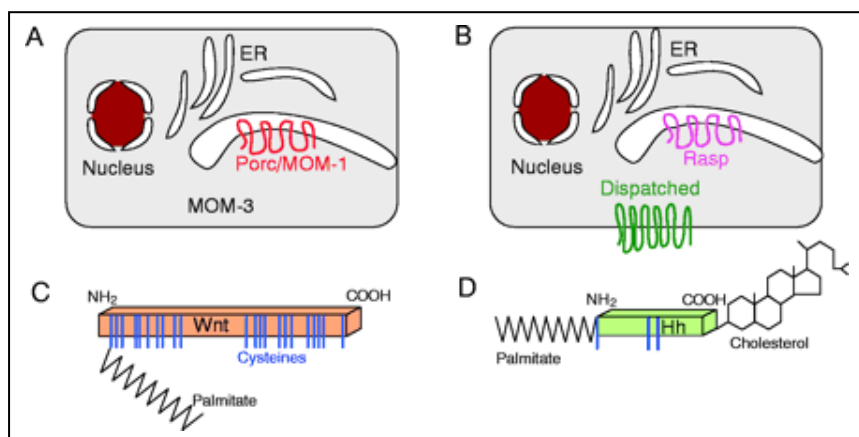 A
ER
Nucleus
Porc/MOM-1
MOM-3
B
ER
Nucleus
Rasp
Dispatched
C
NH2
COOH
Wnt
Cysteines
Palmitate
D
NH2
COOH
Hh
Palmitate
Cholesterol